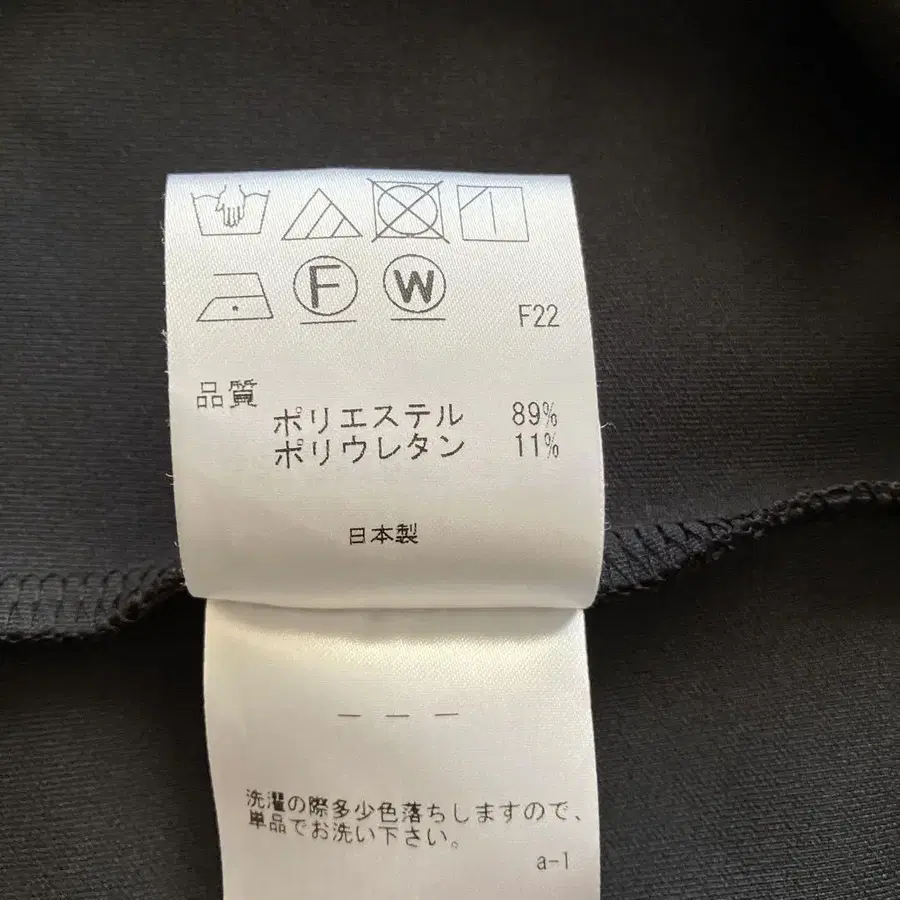 F W
F22
品質
ポリエステル 89%
ポリウレタン 11%
日本製
— — —
洗濯の際多少色落ちしますので、
単品でお洗い下さい。
a-1